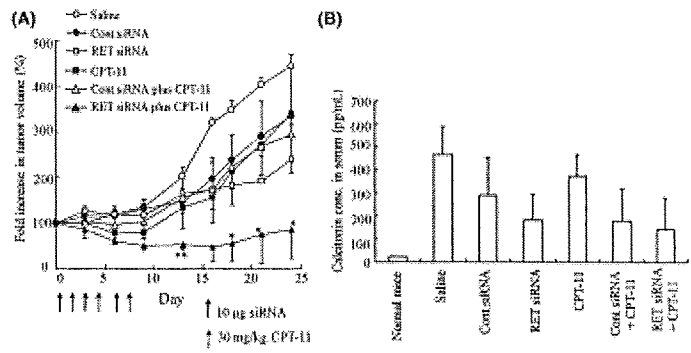 (A)
Saline
Cont siRNA
RET siRNA
CPT-11
Cont siRNA plus CPT-11
RET siRNA plus CPT-11
Fold increase in tumor volume (%)
500
400
300
200
100
0
0 5 10 15 20 25
Day
**
*
*
*
10 µg siRNA
30 mg/kg CPT-11
(B)
Calcitonin conc. in serum (pg/mL)
700
600
500
400
300
200
100
0
Normal mice
Saline
Cont siRNA
RET siRNA
CPT-11
Cont siRNA + CPT-11
RET siRNA + CPT-11